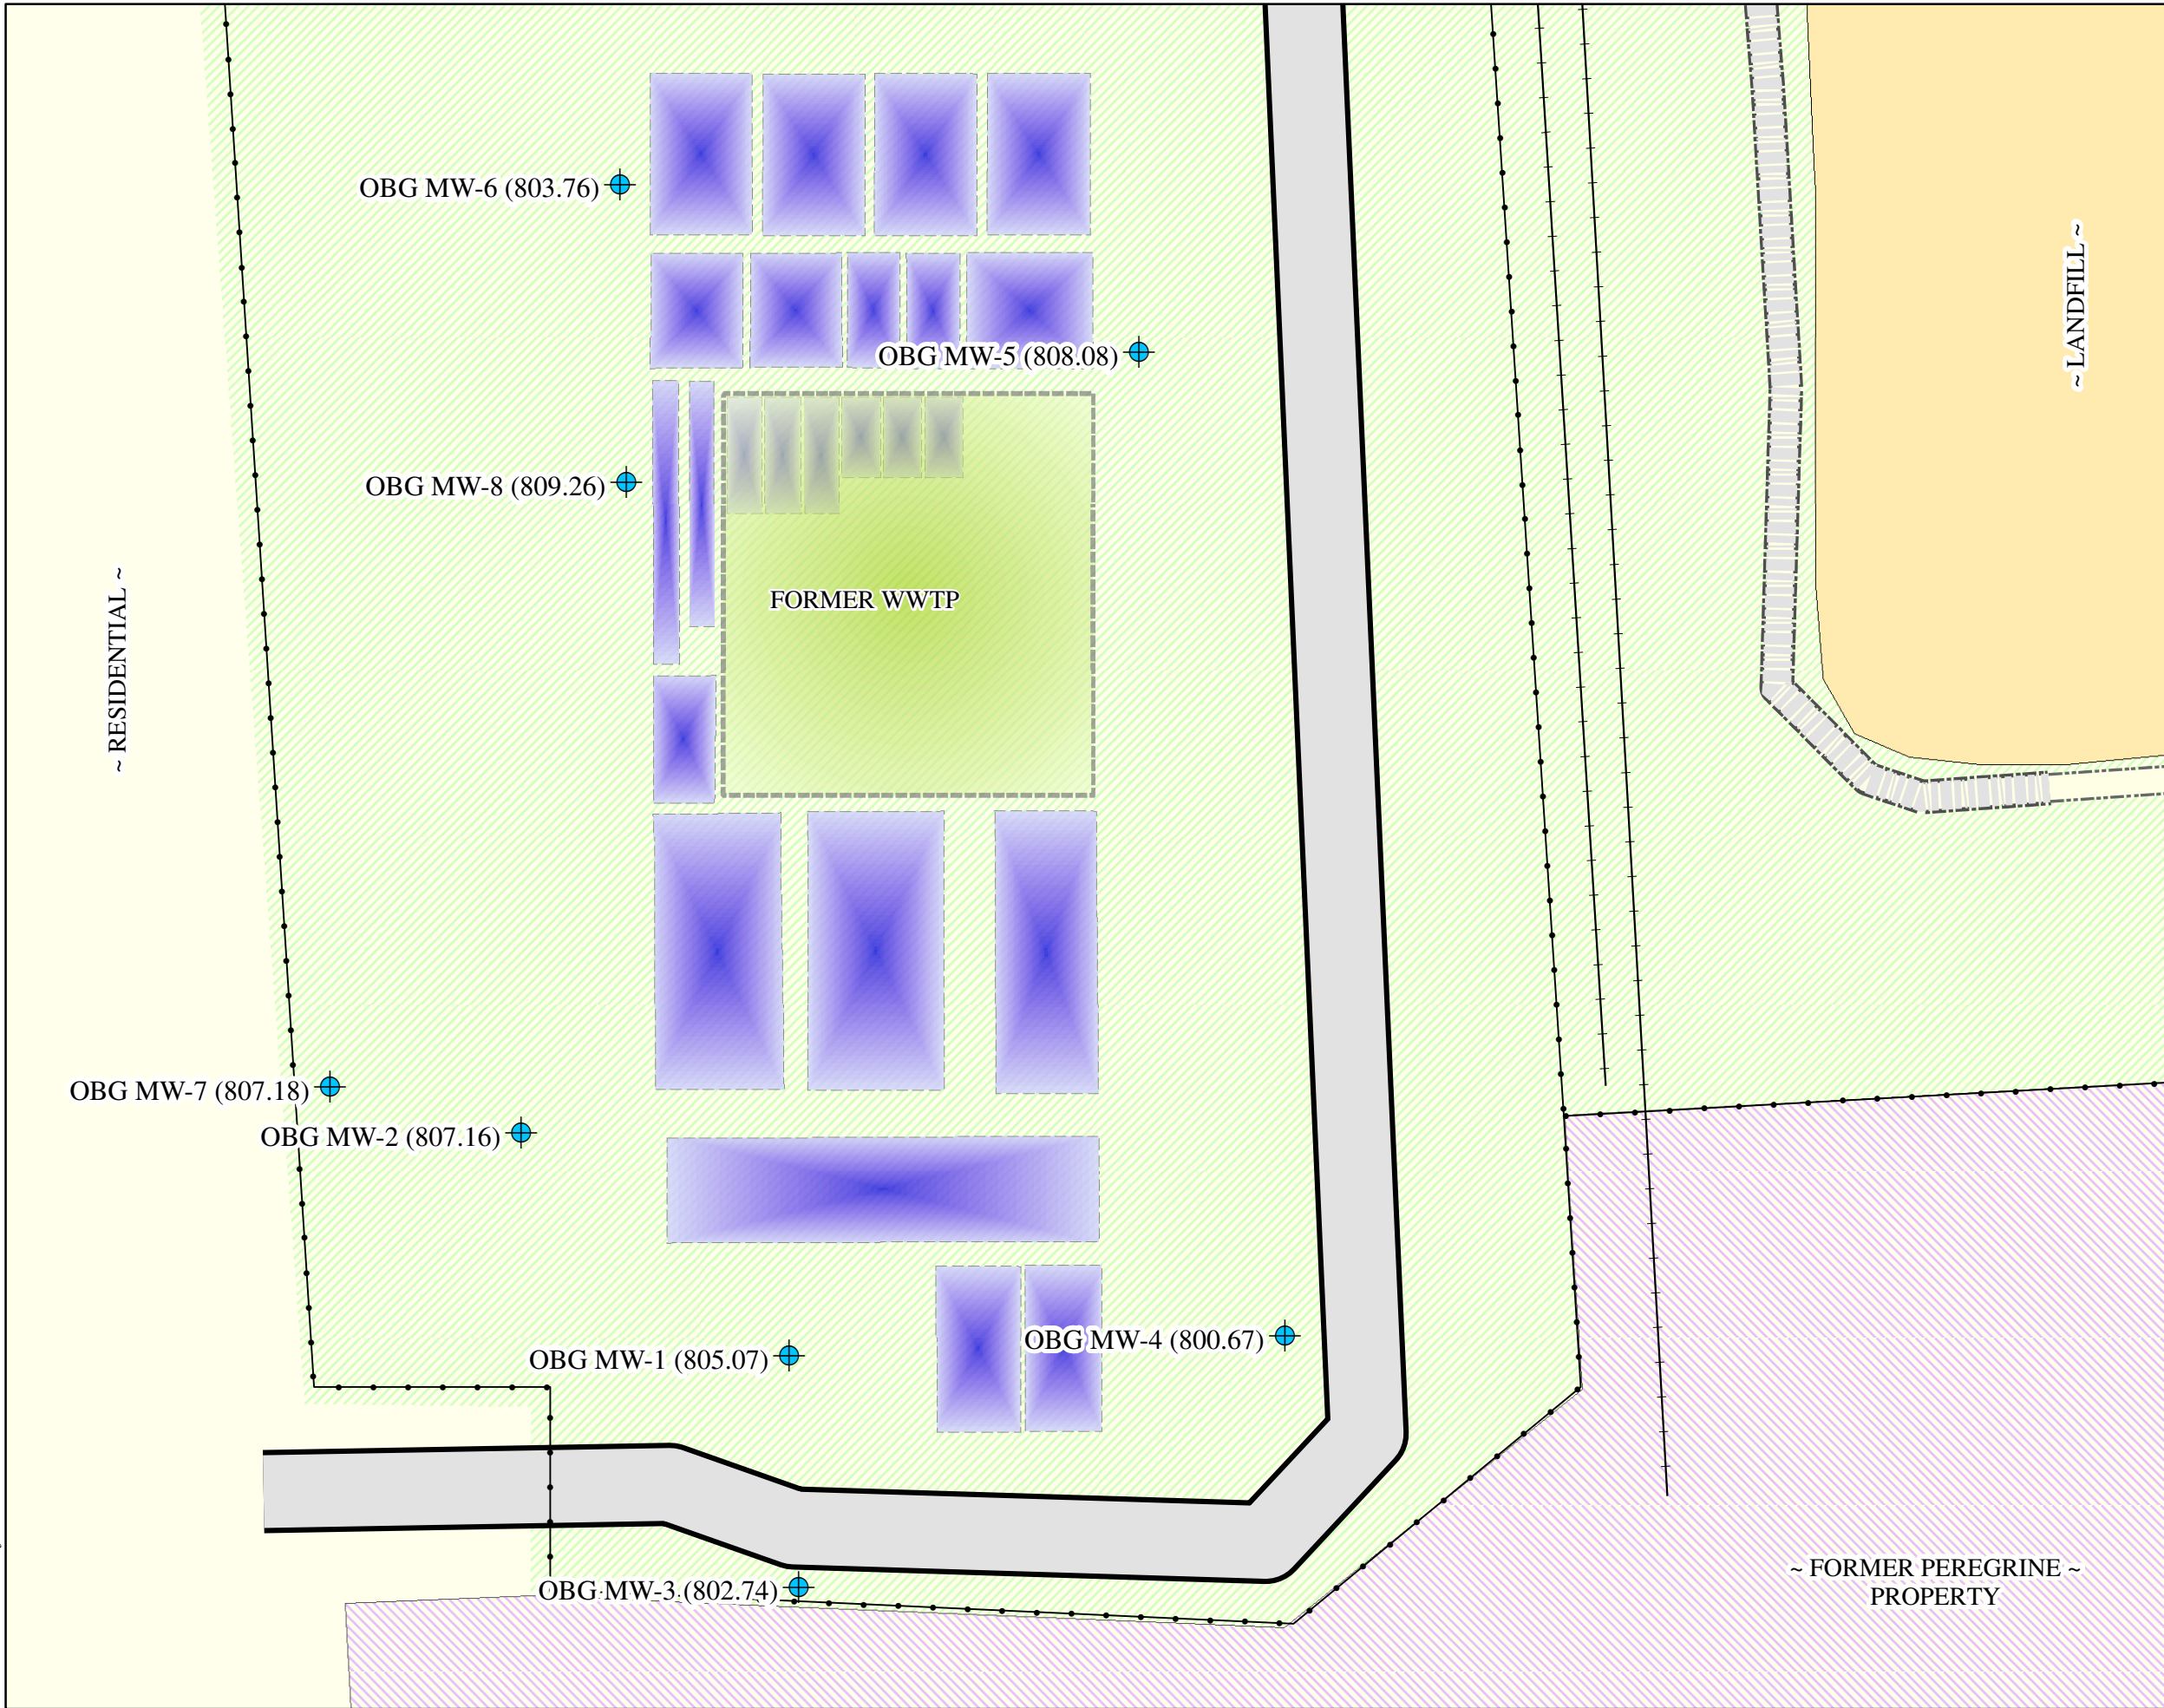 OBG MW-6 (803.76)
~ LANDFILL ~
OBG MW-5 (808.08)
OBG MW-8 (809.26)
FORMER WWTP
~ RESIDENTIAL ~
OBG MW-7 (807.18)
OBG MW-2 (807.16)
OBG MW-4 (800.67)
OBG MW-1 (805.07)
~ FORMER PEREGRINE ~
PROPERTY
OBG MW-3 (802.74)